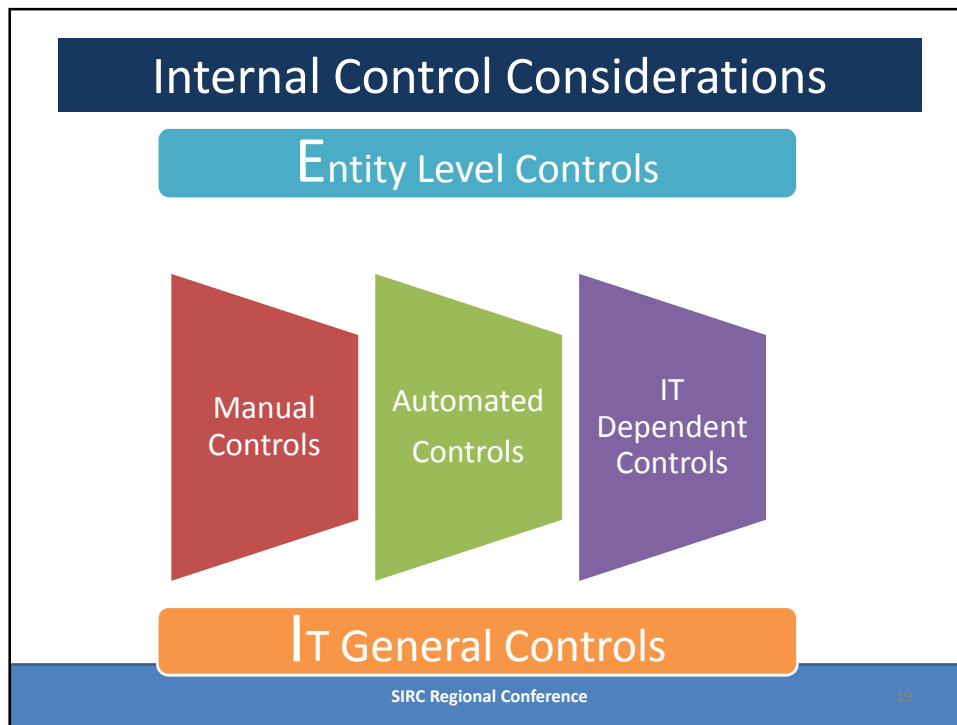 Internal Control Considerations
Entity Level Controls
Manual
Controls
Automated
Controls
IT
Dependent
Controls
IT General Controls
SIRC Regional Conference
19